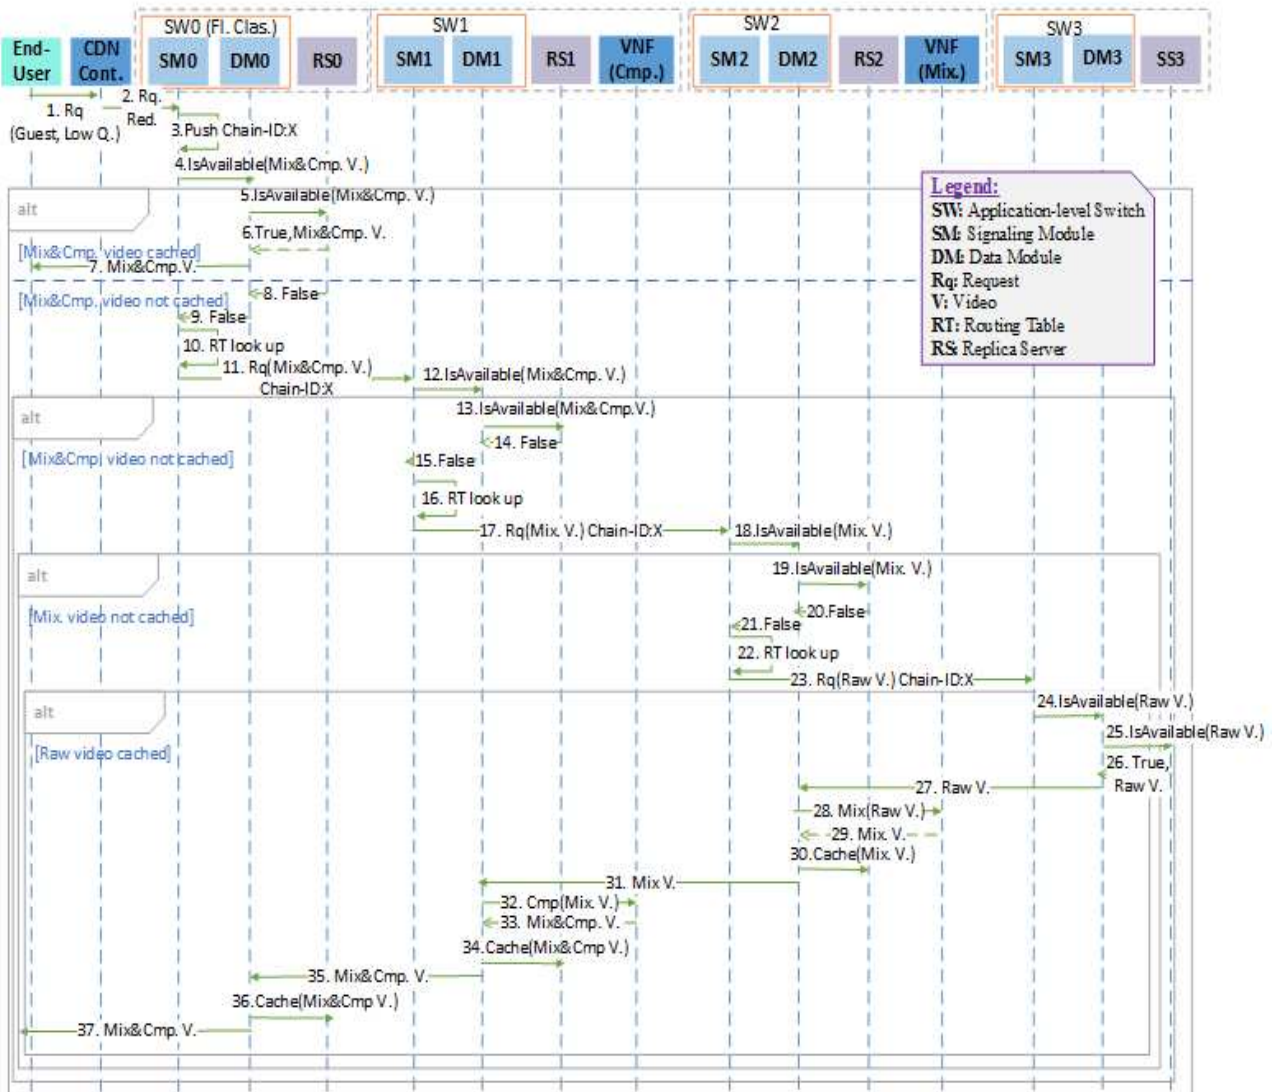 SW0 (Fl. Clas.)
SW1
SW2
SW3
End-
User
CDN
Cont.
SM0
DM0
RS0
SM1
DM1
RS1
VNF
(Cmp.)
SM2
DM2
RS2
VNF
(Mix.)
SM3
DM3
SS3
1. Rq
(Guest, Low Q.)
2. Rq.
Red.
3.Push Chain-ID:X
4.IsAvailable(Mix&Cmp. V.)
alt
5.IsAvailable(Mix&Cmp. V.)
6.True,Mix&Cmp. V.
[Mix&Cmp. video cached]
7. Mix&Cmp.V.
Legend:
SW: Application-level Switch
SM: Signaling Module
DM: Data Module
Rq: Request
V: Video
RT: Routing Table
RS: Replica Server
8. False
[Mix&Cmp. video not cached]
9. False
10. RT look up
11. Rq(Mix&Cmp. V.)
Chain-ID:X
12.IsAvailable(Mix&Cmp. V.)
alt
13.IsAvailable(Mix&Cmp.V.)
14. False
[Mix&Cmp. video not cached]
15.False
16. RT look up
17. Rq(Mix. V.) Chain-ID:X
18.IsAvailable(Mix. V.)
alt
19.IsAvailable(Mix. V.)
[Mix. video not cached]
20.False
21.False
22. RT look up
23. Rq(Raw V.) Chain-ID:X
alt
24.IsAvailable(Raw V.)
[Raw video cached]
25.IsAvailable(Raw V.)
26. True,
Raw V.
27. Raw V.
28. Mix(Raw V.)
29. Mix. V.
30.Cache(Mix. V.)
31. Mix V.
32. Cmp(Mix. V.)
33. Mix&Cmp. V.
34.Cache(Mix&Cmp V.)
35. Mix&Cmp. V.
36.Cache(Mix&Cmp V.)
37. Mix&Cmp. V.